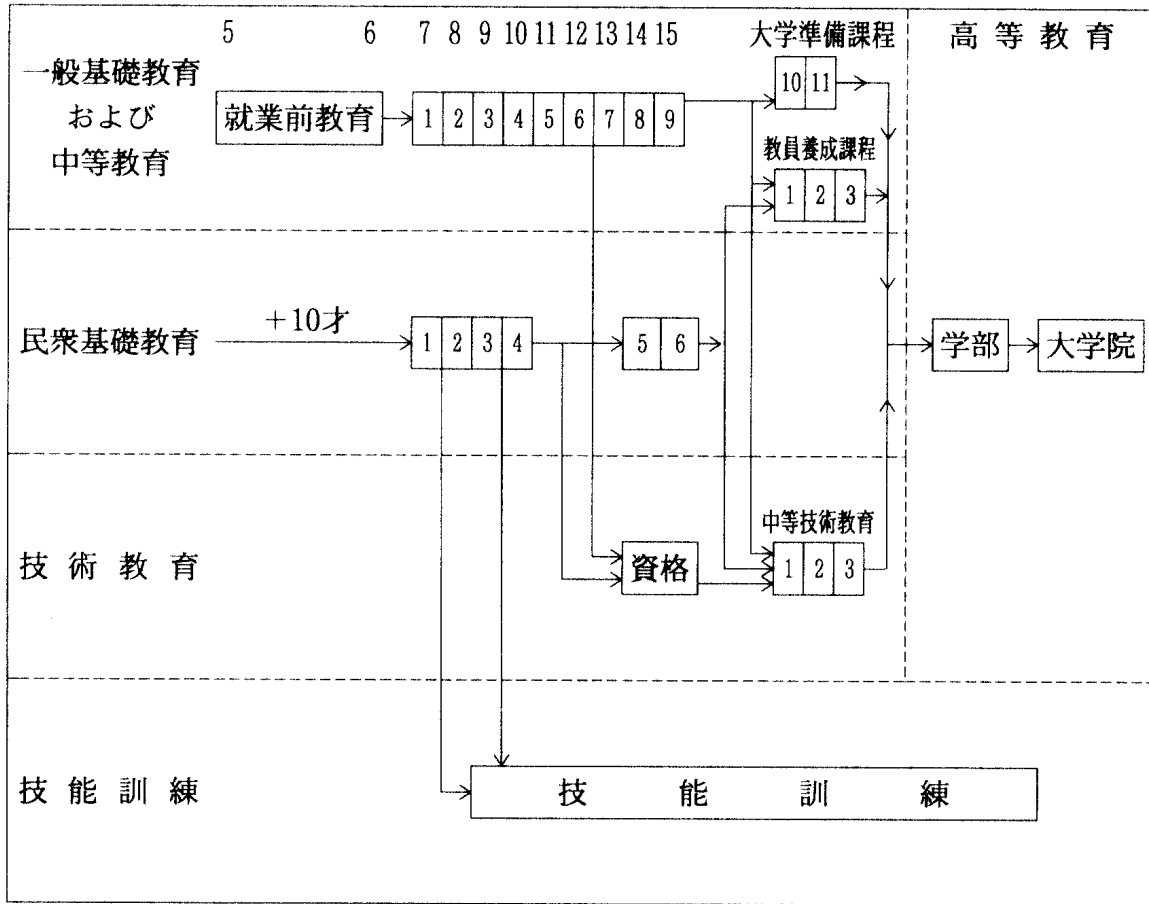 5 6 7 8 9 10 11 12 13 14 15 大学準備課程 高等教育
一般基礎教育
および
中等教育
就業前教育
1 2 3 4 5 6 7 8 9
10 11
教員養成課程
1 2 3
民衆基礎教育
+10才
1 2 3 4
5 6
学部
大学院
技術教育
資格
中等技術教育
1 2 3
技能訓練
技能訓練